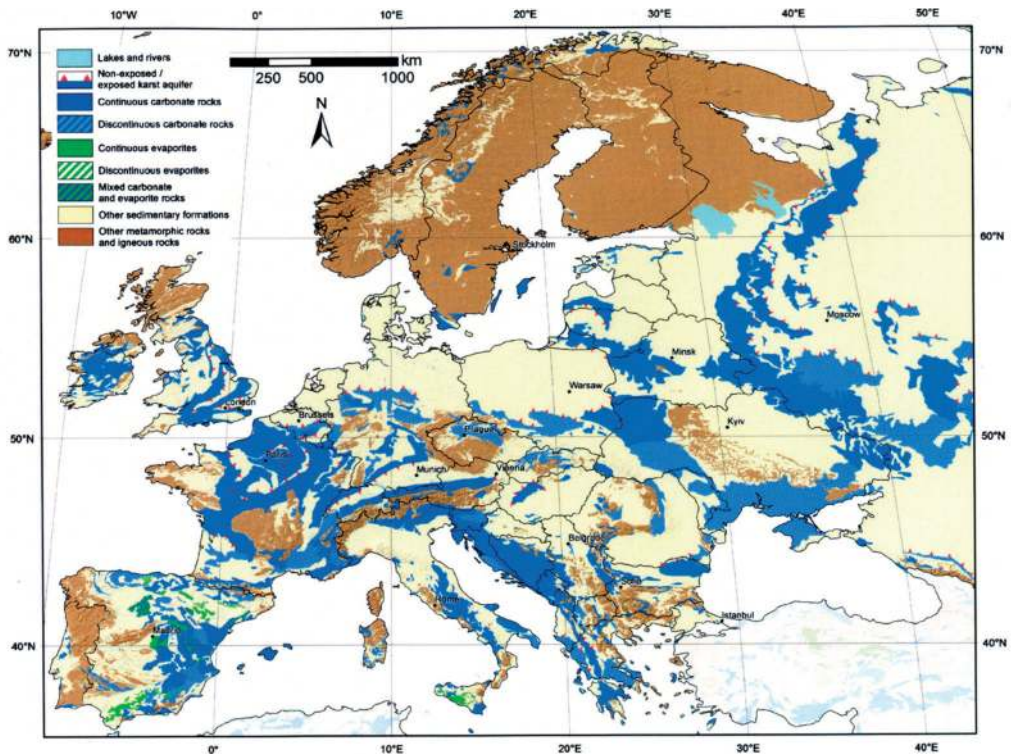 10°W
0°
10°E
20°E
30°E
40°E
50°E
70°N
70°N
Lakes and rivers
Non-exposed /
exposed karst aquifer
Continuous carbonate rocks
Discontinuous carbonate rocks
Continuous evaporites
Discontinuous evaporites
Mixed carbonate
and evaporite rocks
Other sedimentary formations
Other metamorphic rocks
and igneous rocks
250
500
1000
km
N
60°N
60°N
Stockholm
Moscow
Minsk
London
Warsaw
Brussels
50°N
Kyiv
50°N
Prague
Paris
Munich
Vienna
Belgrade
Rome
Istanbul
Madrid
40°N
40°N
0°
10°E
20°E
30°E
40°E